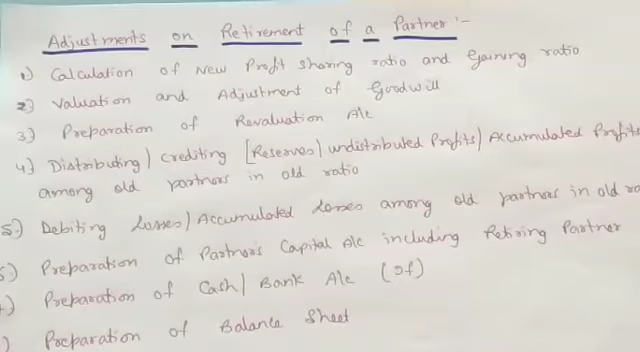 Adjustments on Retirement of a Partner :-
1) Calculation of New Profit sharing ratio and gaining ratio
2) Valuation and Adjustment of Goodwill
3) Preparation of Revaluation A/c
4) Distributing / Crediting [Reserves / undistributed Profits / Accumulated Profits
among old partners in old ratio
5) Debiting Losses / Accumulated Losses among old partners in old ra
) Preparation of Partners Capital A/c including Retiring Partner
) Preparation of Cash / Bank A/c (If)
) Preparation of Balance Sheet